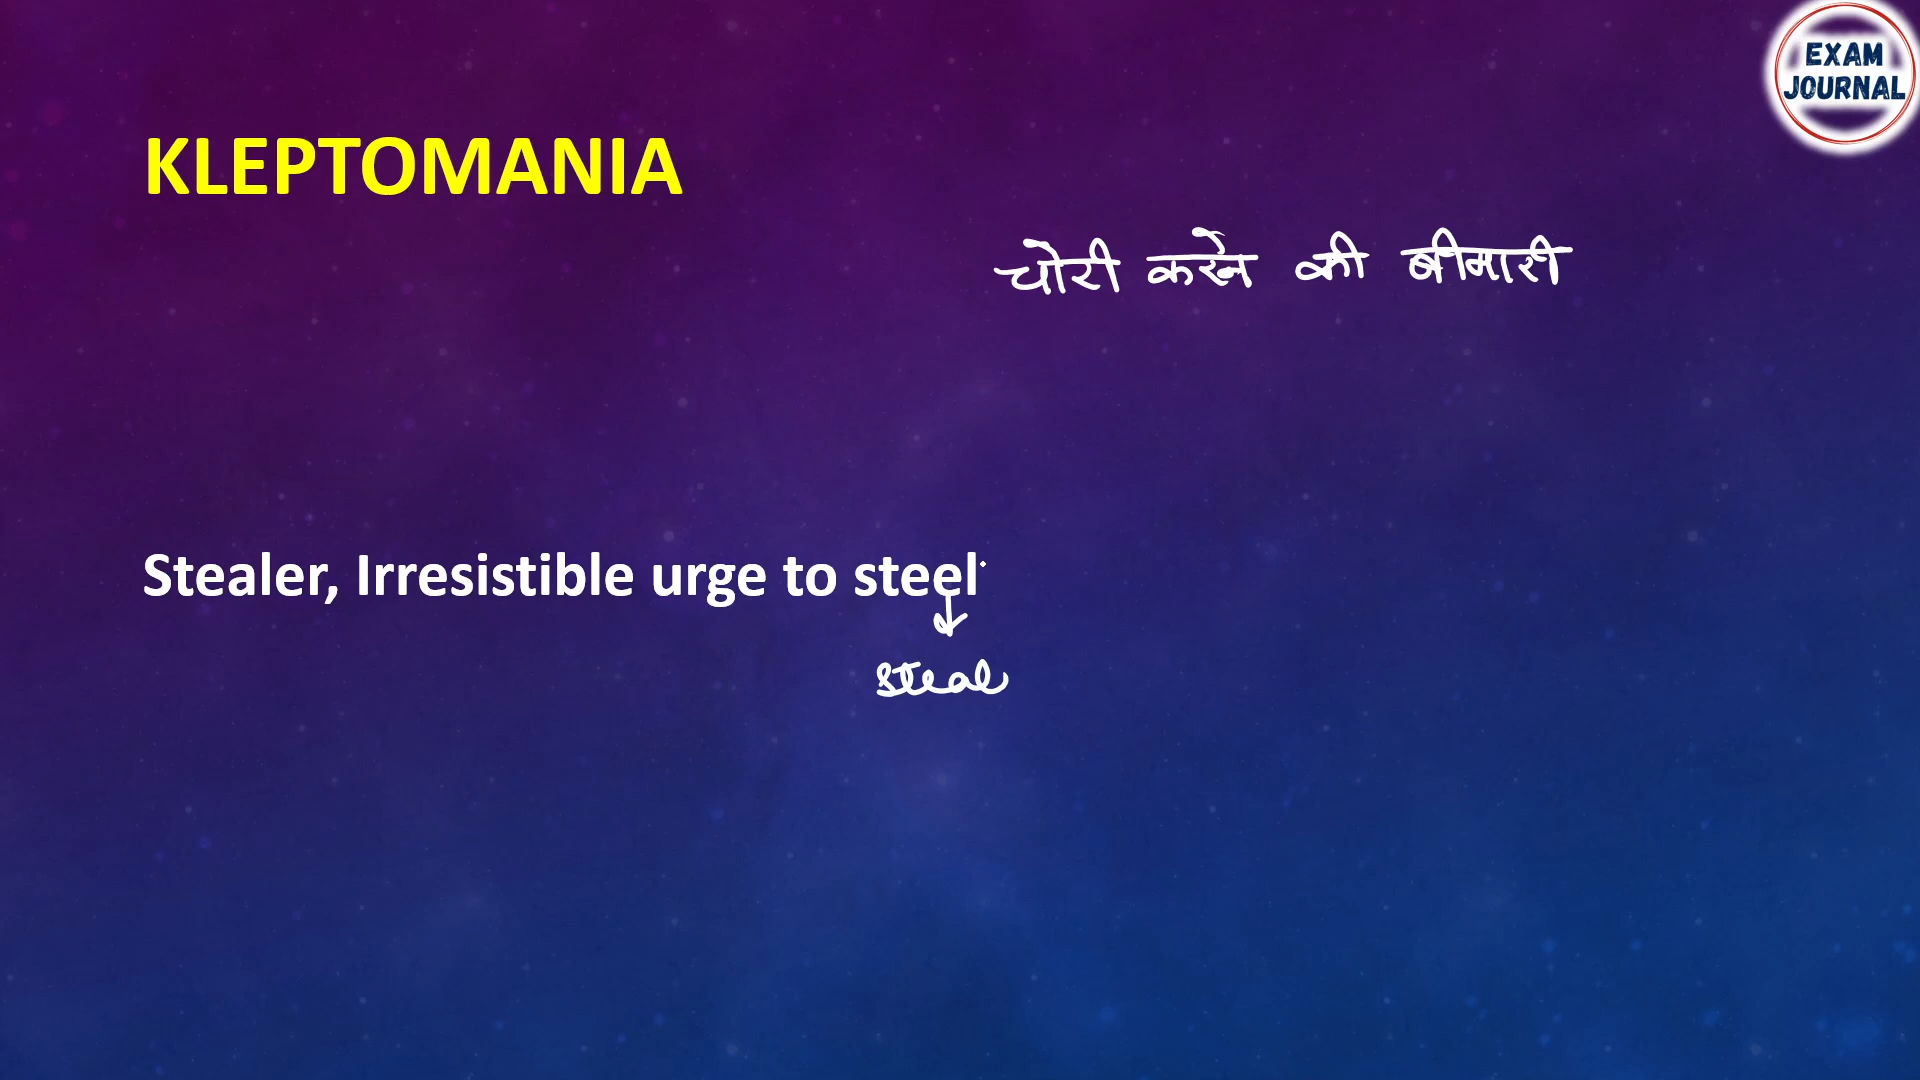 EXAM
JOURNAL
KLEPTOMANIA
चोरी करने की बीमारी
Stealer, Irresistible urge to steel
steal